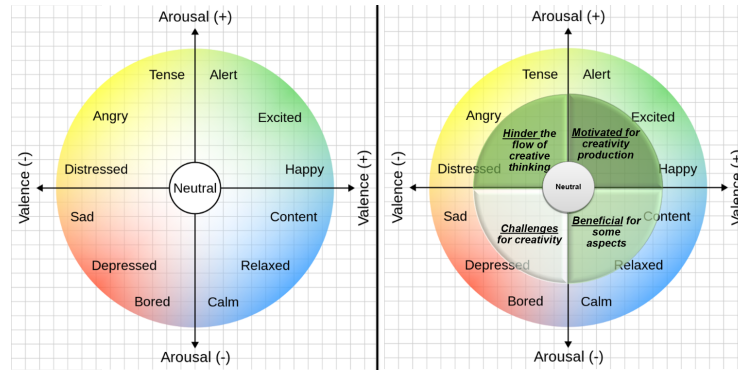 Arousal (+)
Tense
Alert
Angry
Excited
Distressed
Happy
Valence (-)
Neutral
Valence (+)
Sad
Content
Depressed
Relaxed
Bored
Calm
Arousal (-)
Arousal (+)
Tense
Alert
Angry
Excited
Hinder the
flow of
creative
thinking
Motivated for
creativity
production
Distressed
Happy
Valence (-)
Neutral
Valence (+)
Sad
Content
Challenges
for creativity
Beneficial for
some
aspects
Depressed
Relaxed
Bored
Calm
Arousal (-)